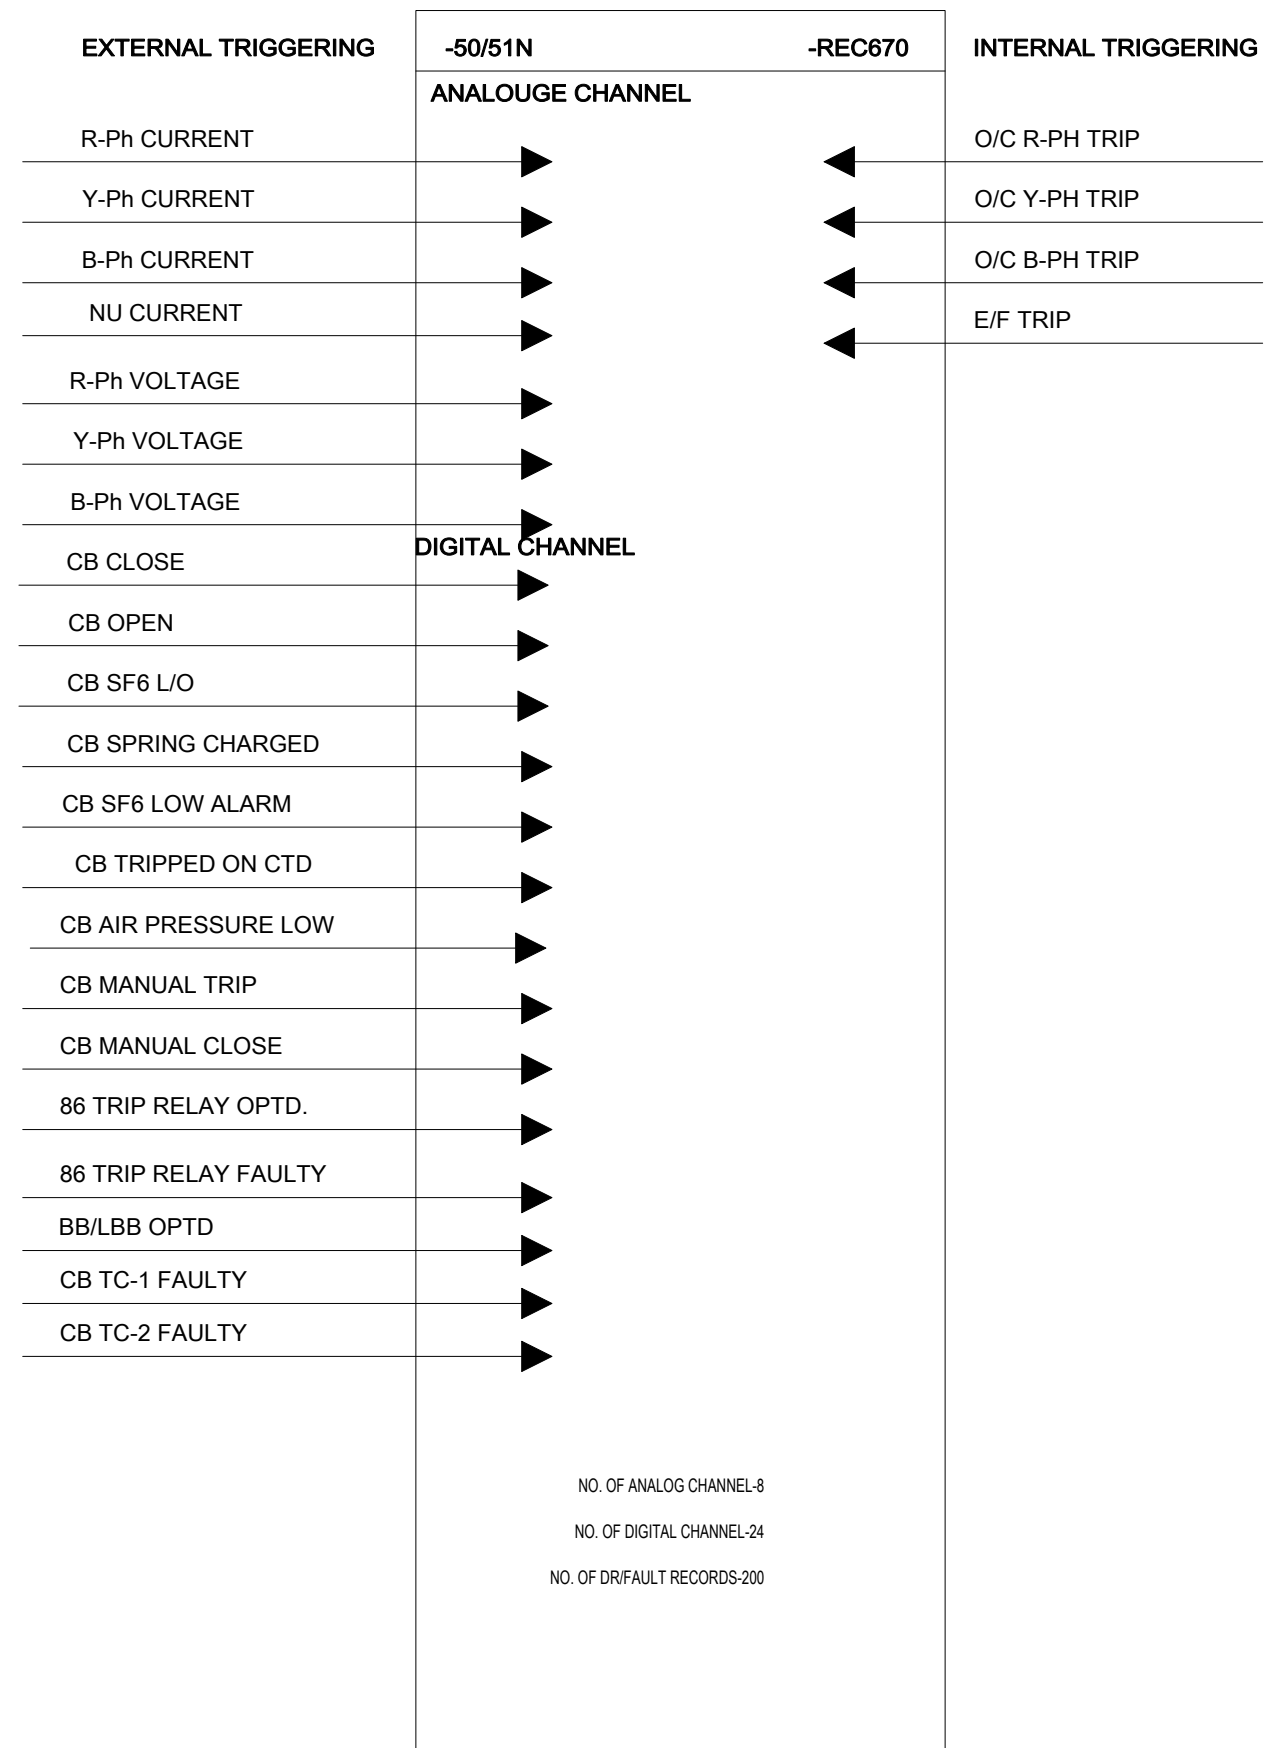 EXTERNAL TRIGGERING
-50/51N
-REC670
INTERNAL TRIGGERING
ANALOUGE CHANNEL
R-Ph CURRENT
O/C R-PH TRIP
Y-Ph CURRENT
O/C Y-PH TRIP
B-Ph CURRENT
O/C B-PH TRIP
NU CURRENT
E/F TRIP
R-Ph VOLTAGE
Y-Ph VOLTAGE
B-Ph VOLTAGE
DIGITAL CHANNEL
CB CLOSE
CB OPEN
CB SF6 L/O
CB SPRING CHARGED
CB SF6 LOW ALARM
CB TRIPPED ON CTD
CB AIR PRESSURE LOW
CB MANUAL TRIP
CB MANUAL CLOSE
86 TRIP RELAY OPTD.
86 TRIP RELAY FAULTY
BB/LBB OPTD
CB TC-1 FAULTY
CB TC-2 FAULTY
NO. OF ANALOG CHANNEL-8
NO. OF DIGITAL CHANNEL-24
NO. OF DR/FAULT RECORDS-200